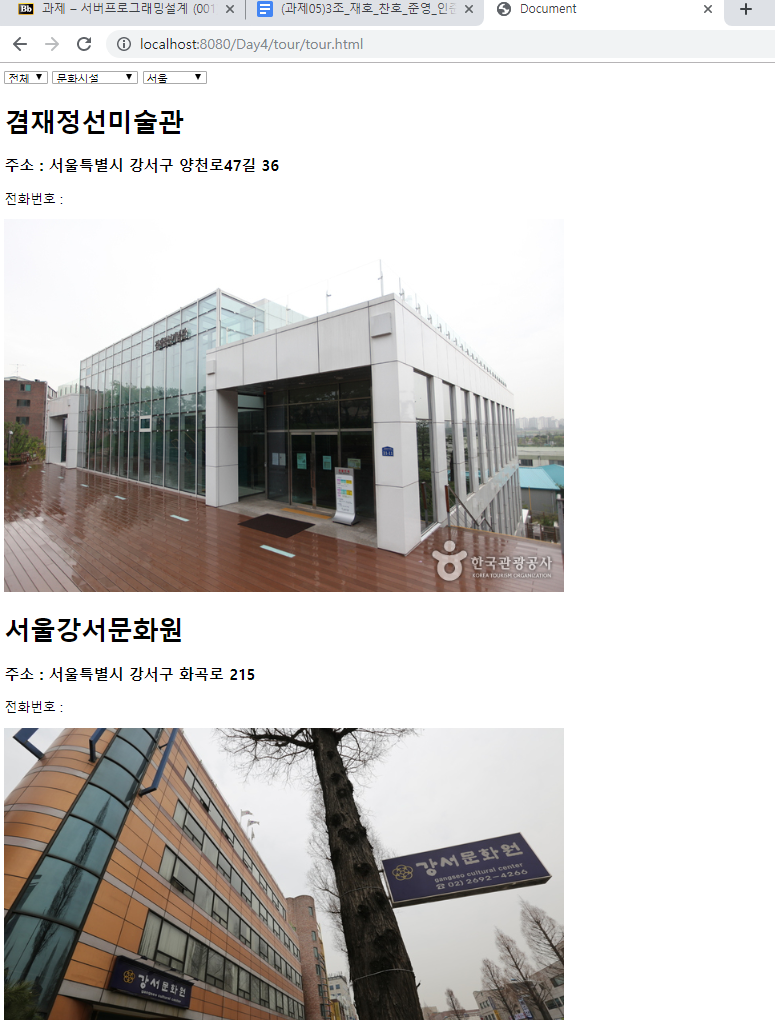 과제 – 서버프로그래밍설계 (001
(과제05)3조_재호_찬호_준영_인준
Document
localhost:8080/Day4/tour/tour.html
전체 문화시설 서울
겸재정선미술관
주소 : 서울특별시 강서구 양천로47길 36
전화번호 :
한국관광공사
KOREA TOURISM ORGANIZATION
서울강서문화원
주소 : 서울특별시 강서구 화곡로 215
전화번호 :
강서문화원
gangseo cultural center
☎ 02) 2692-4266
강서문화원
gangseo cultural center